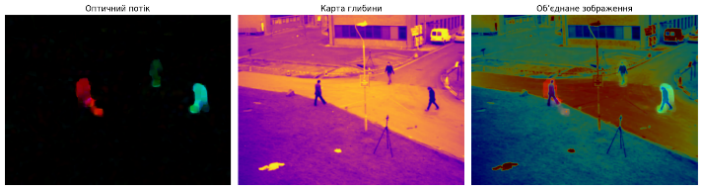 Оптичний потік
Карта глибини
Об'єднане зображення